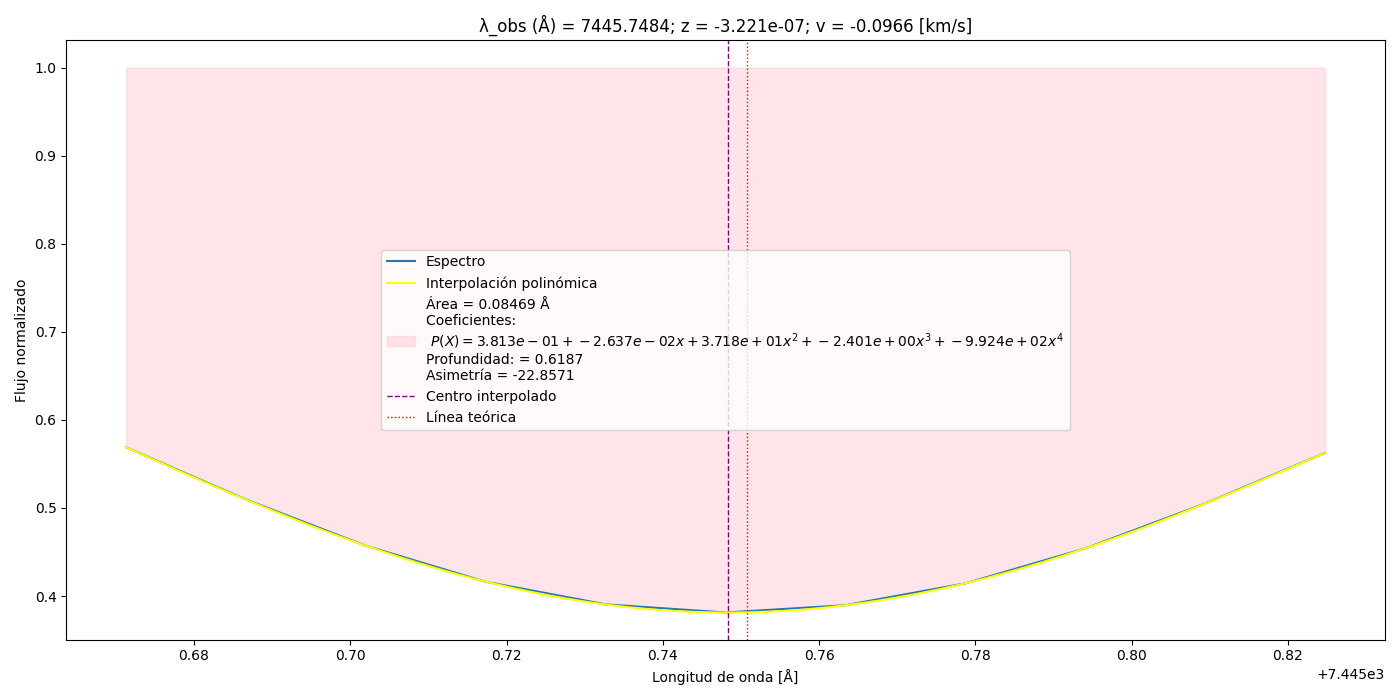 λ_obs (Å) = 7445.7484; z = -3.221e-07; v = -0.0966 [km/s]
Flujo normalizado
1.0
0.9
0.8
0.7
0.6
0.5
0.4
Espectro
Interpolación polinómica
Área = 0.08469 Å
Coeficientes:
P(X) = 3.813e − 01 + −2.637e − 02x + 3.718e + 01x² + −2.401e + 00x³ + −9.924e + 02x⁴
Profundidad: = 0.6187
Asimetría = -22.8571
Centro interpolado
Línea teórica
0.68 0.70 0.72 0.74 0.76 0.78 0.80 0.82
+7.445e3
Longitud de onda [Å]